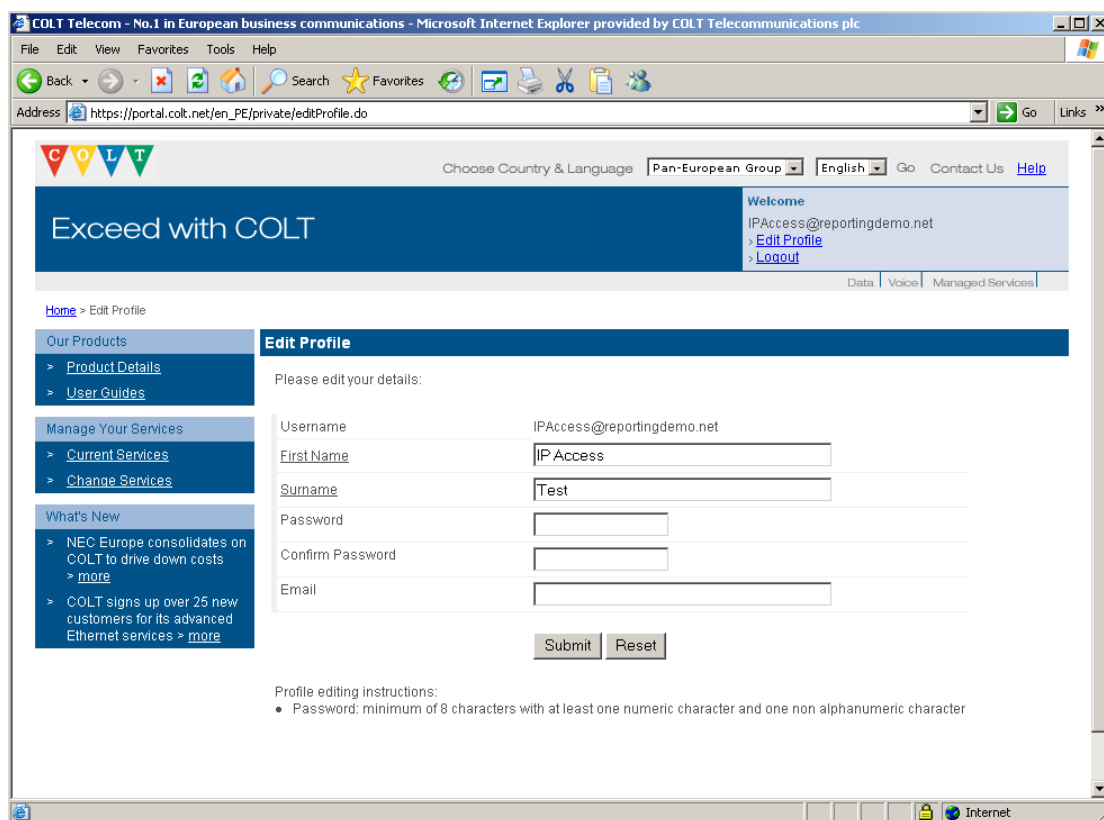 COLT Telecom - No.1 in European business communications - Microsoft Internet Explorer provided by COLT Telecommunications plc
File Edit View Favorites Tools Help
Back Search Favorites
Address https://portal.colt.net/en_PE/private/editProfile.do Go Links »
C O L T
Choose Country & Language Pan-European Group English Go Contact Us Help
Exceed with COLT
Welcome
IPAccess@reportingdemo.net
› Edit Profile
› Logout
Data | Voice | Managed Services
Home > Edit Profile
Our Products
> Product Details
> User Guides
Manage Your Services
> Current Services
> Change Services
What's New
> NEC Europe consolidates on
COLT to drive down costs
> more
> COLT signs up over 25 new
customers for its advanced
Ethernet services > more
Edit Profile
Please edit your details:
Username IPAccess@reportingdemo.net
First Name IP Access
Surname Test
Password
Confirm Password
Email
Submit Reset
Profile editing instructions:
● Password: minimum of 8 characters with at least one numeric character and one non alphanumeric character
Internet